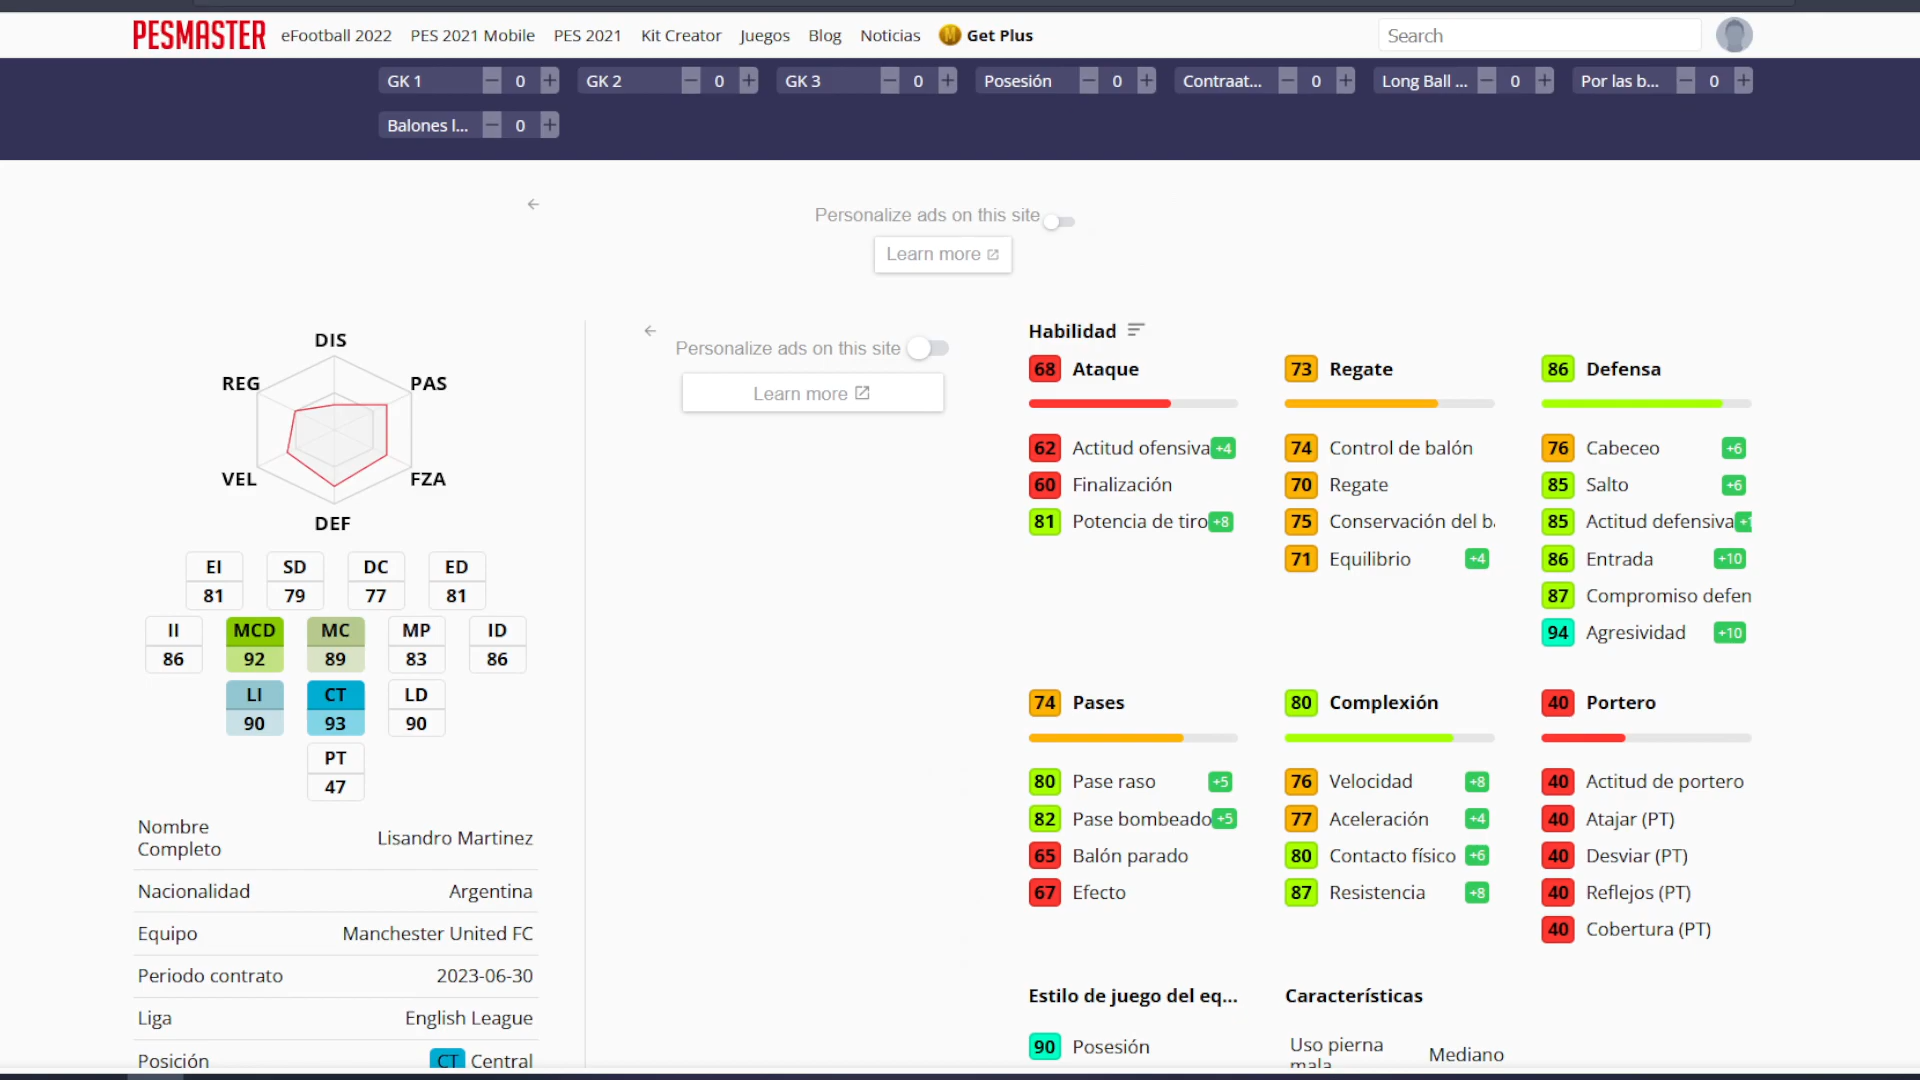 PESMASTER eFootball 2022 PES 2021 Mobile PES 2021 Kit Creator Juegos Blog Noticias Get Plus Search
GK 1 − 0 + GK 2 − 0 + GK 3 − 0 + Posesión − 0 + Contraat... − 0 + Long Ball ... − 0 + Por las b... − 0 +
Balones l... − 0 +
Personalize ads on this site
Learn more
DIS
REG PAS
VEL FZA
DEF
EI SD DC ED
81 79 77 81
II MCD MC MP ID
86 92 89 83 86
LI CT LD
90 93 90
PT
47
Nombre Completo Lisandro Martinez
Nacionalidad Argentina
Equipo Manchester United FC
Periodo contrato 2023-06-30
Liga English League
Posición CT Central
Personalize ads on this site
Learn more
Habilidad
68 Ataque
62 Actitud ofensiva +4
60 Finalización
81 Potencia de tiro +8
73 Regate
74 Control de balón
70 Regate
75 Conservación del b
71 Equilibrio +4
86 Defensa
76 Cabeceo +6
85 Salto +6
85 Actitud defensiva
86 Entrada +10
87 Compromiso defen
94 Agresividad +10
74 Pases
80 Pase raso +5
82 Pase bombeado +5
65 Balón parado
67 Efecto
80 Complexión
76 Velocidad +8
77 Aceleración +4
80 Contacto físico +6
87 Resistencia +8
40 Portero
40 Actitud de portero
40 Atajar (PT)
40 Desviar (PT)
40 Reflejos (PT)
40 Cobertura (PT)
Estilo de juego del eq...
90 Posesión
Características
Uso pierna mala Mediano